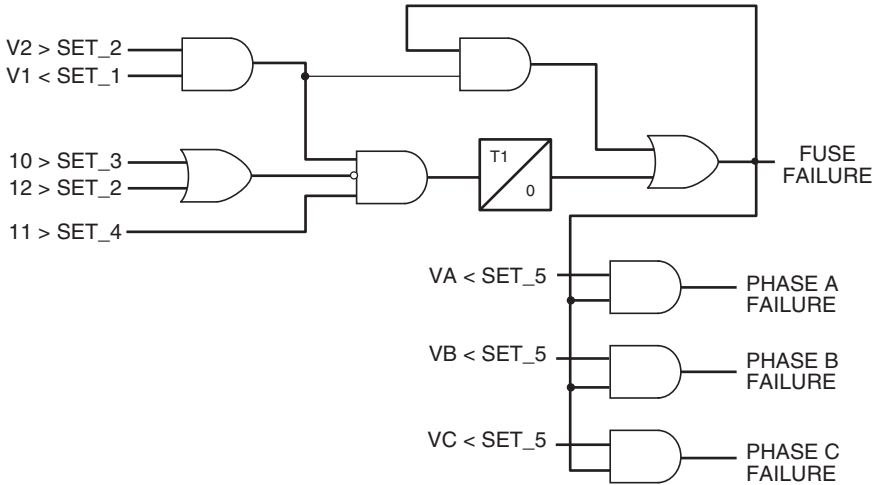 V2 > SET_2
V1 < SET_1
10 > SET_3
12 > SET_2
11 > SET_4
T1
0
FUSE
FAILURE
VA < SET_5
PHASE A
FAILURE
VB < SET_5
PHASE B
FAILURE
VC < SET_5
PHASE C
FAILURE